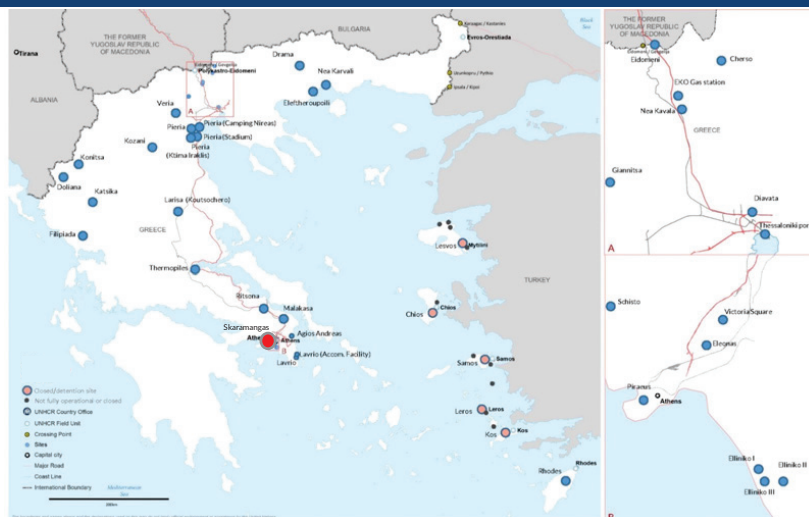 THE FORMER
YUGOSLAV REPUBLIC
OF MACEDONIA
BULGARIA
Black
Sea
Tirana
ALBANIA
Evros-Orestiada
Polykastro-Eidomeni
A
Drama
Nea Karvali
Eleftheroupoili
Veria
Pieria
Pieria (Camping Nireas)
Pieria (Stadium)
Pieria
(Ktima Iraklis)
Kozani
Konitsa
Doliana
Katsika
Filipiada
Larisa (Koutsochero)
GREECE
Thermopiles
Ritsona
Malakasa
Skaramangas
Agios Andreas
Athens
Lavrio (Accom. Facility)
Lavrio
Lesvos
Mytilini
Chios
Chios
TURKEY
Samos
Samos
Leros
Leros
Kos
Kos
Rhodes
Rhodes
Closed/detention site
Not fully operational or closed
UNHCR Country Office
UNHCR Field Unit
Crossing Point
Sites
Capital city
Major Road
Coast Line
International Boundary
Mediterranean
Sea
THE FORMER
YUGOSLAV REPUBLIC
OF MACEDONIA
Eidomeni
Cherso
EKO Gas station
Nea Kavala
GREECE
Giannitsa
Diavata
Thessaloniki port
A
Schisto
Victoria Square
Eleonas
Piraeus
Athens
Elliniko I
Elliniko II
Elliniko III
B